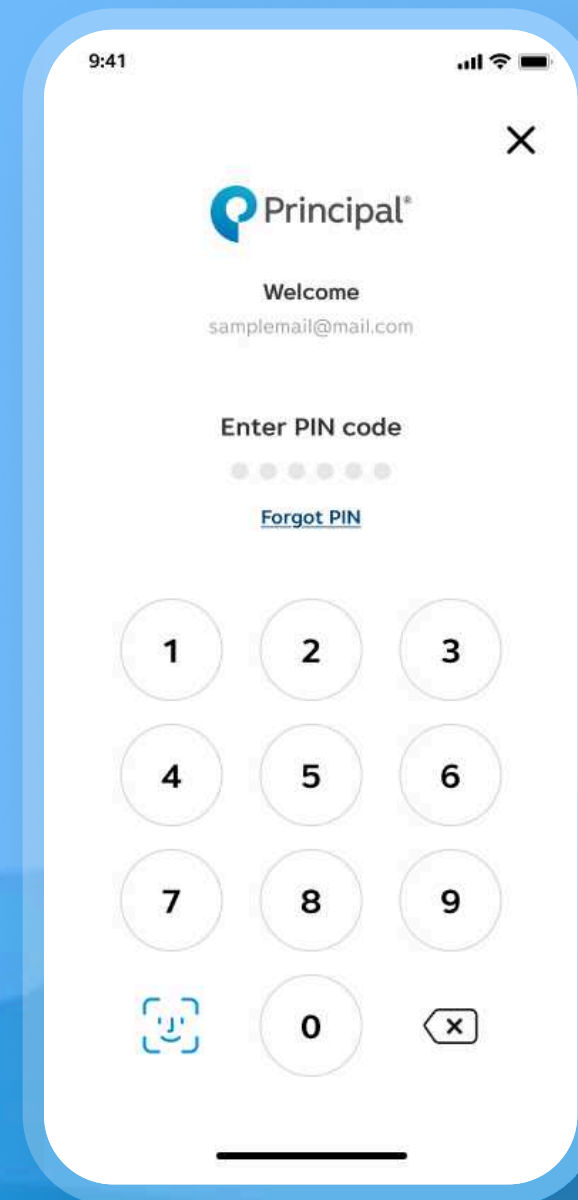 9:41
Principal®
Welcome
samplemail@mail.com
Enter PIN code
Forgot PIN
1 2 3
4 5 6
7 8 9
0